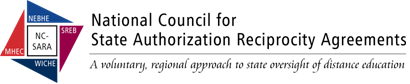 NEBHE
SREB
NC-
SARA
MHEC
WICHE
National Council for
State Authorization Reciprocity Agreements
A voluntary, regional approach to state oversight of distance education